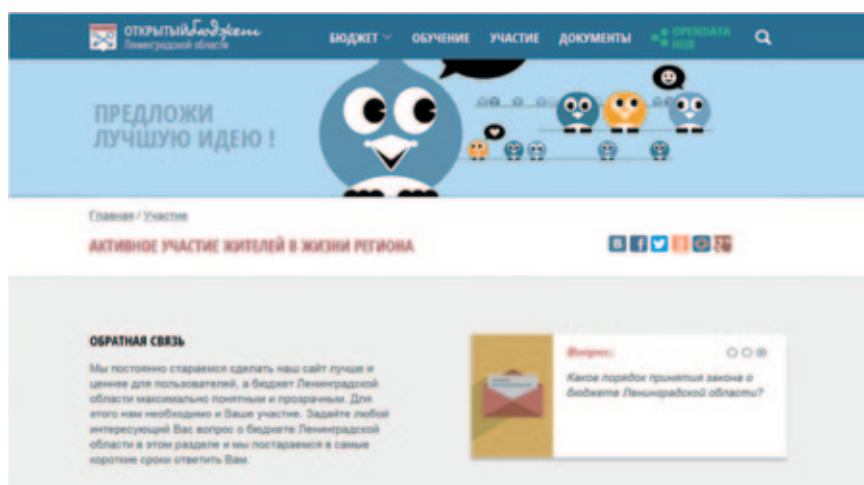 ОТКРЫТЫЙ бюджет
Ленинградской области
БЮДЖЕТ ОБУЧЕНИЕ УЧАСТИЕ ДОКУМЕНТЫ OPENDATA
HUB
ПРЕДЛОЖИ
ЛУЧШУЮ ИДЕЮ !
Главная / Участие
АКТИВНОЕ УЧАСТИЕ ЖИТЕЛЕЙ В ЖИЗНИ РЕГИОНА
ОБРАТНАЯ СВЯЗЬ
Мы постоянно стараемся сделать наш сайт лучше и
ценнее для пользователей, а бюджет Ленинградской
области максимально понятным и прозрачным. Для
этого нам необходимо и Ваше участие. Задайте любой
интересующий Вас вопрос о бюджете Ленинградской
области в этом разделе и мы постараемся в самые
короткие сроки ответить Вам.
Вопрос:
Какое порядок принятия закона о
бюджете Ленинградской области?